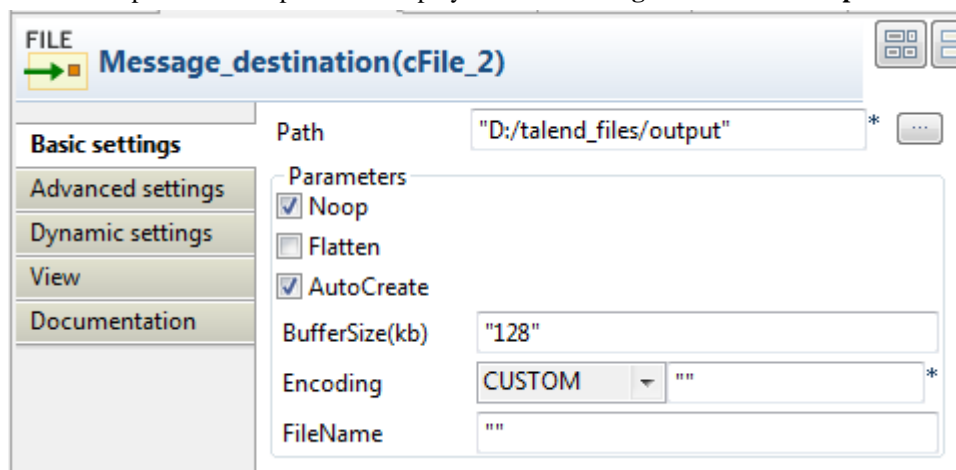 FILE
Message_destination(cFile_2)
Basic settings
Advanced settings
Dynamic settings
View
Documentation
Path "D:/talend_files/output" * ...
Parameters
Noop
Flatten
AutoCreate
BufferSize(kb) "128"
Encoding CUSTOM "" *
FileName ""